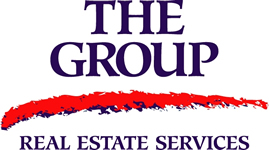 THE
GROUP
REAL ESTATE SERVICES